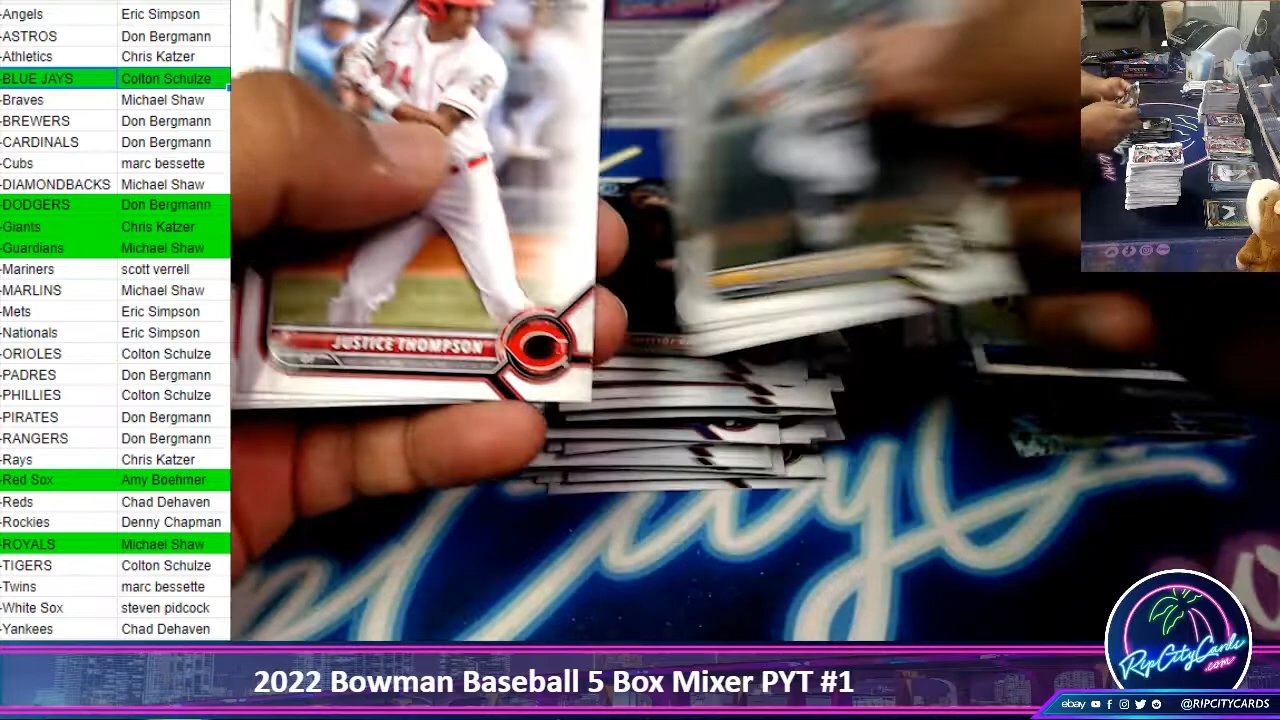 -Angels Eric Simpson
-ASTROS Don Bergmann
-Athletics Chris Katzer
-BLUE JAYS Colton Schulze
-Braves Michael Shaw
-BREWERS Don Bergmann
-CARDINALS Don Bergmann
-Cubs marc bessette
-DIAMONDBACKS Michael Shaw
-DODGERS Don Bergmann
-Giants Chris Katzer
-Guardians Michael Shaw
-Mariners scott verrell
-MARLINS Michael Shaw
-Mets Eric Simpson
-Nationals Eric Simpson
-ORIOLES Colton Schulze
-PADRES Don Bergmann
-PHILLIES Colton Schulze
-PIRATES Don Bergmann
-RANGERS Don Bergmann
-Rays Chris Katzer
-Red Sox Amy Boehmer
-Reds Chad Dehaven
-Rockies Denny Chapman
-ROYALS Michael Shaw
-TIGERS Colton Schulze
-Twins marc bessette
-White Sox steven pidcock
-Yankees Chad Dehaven
JUSTICE THOMPSON
C
RipCityCards
.com
2022 Bowman Baseball 5 Box Mixer PYT #1
ebay @RIPCITYCARDS